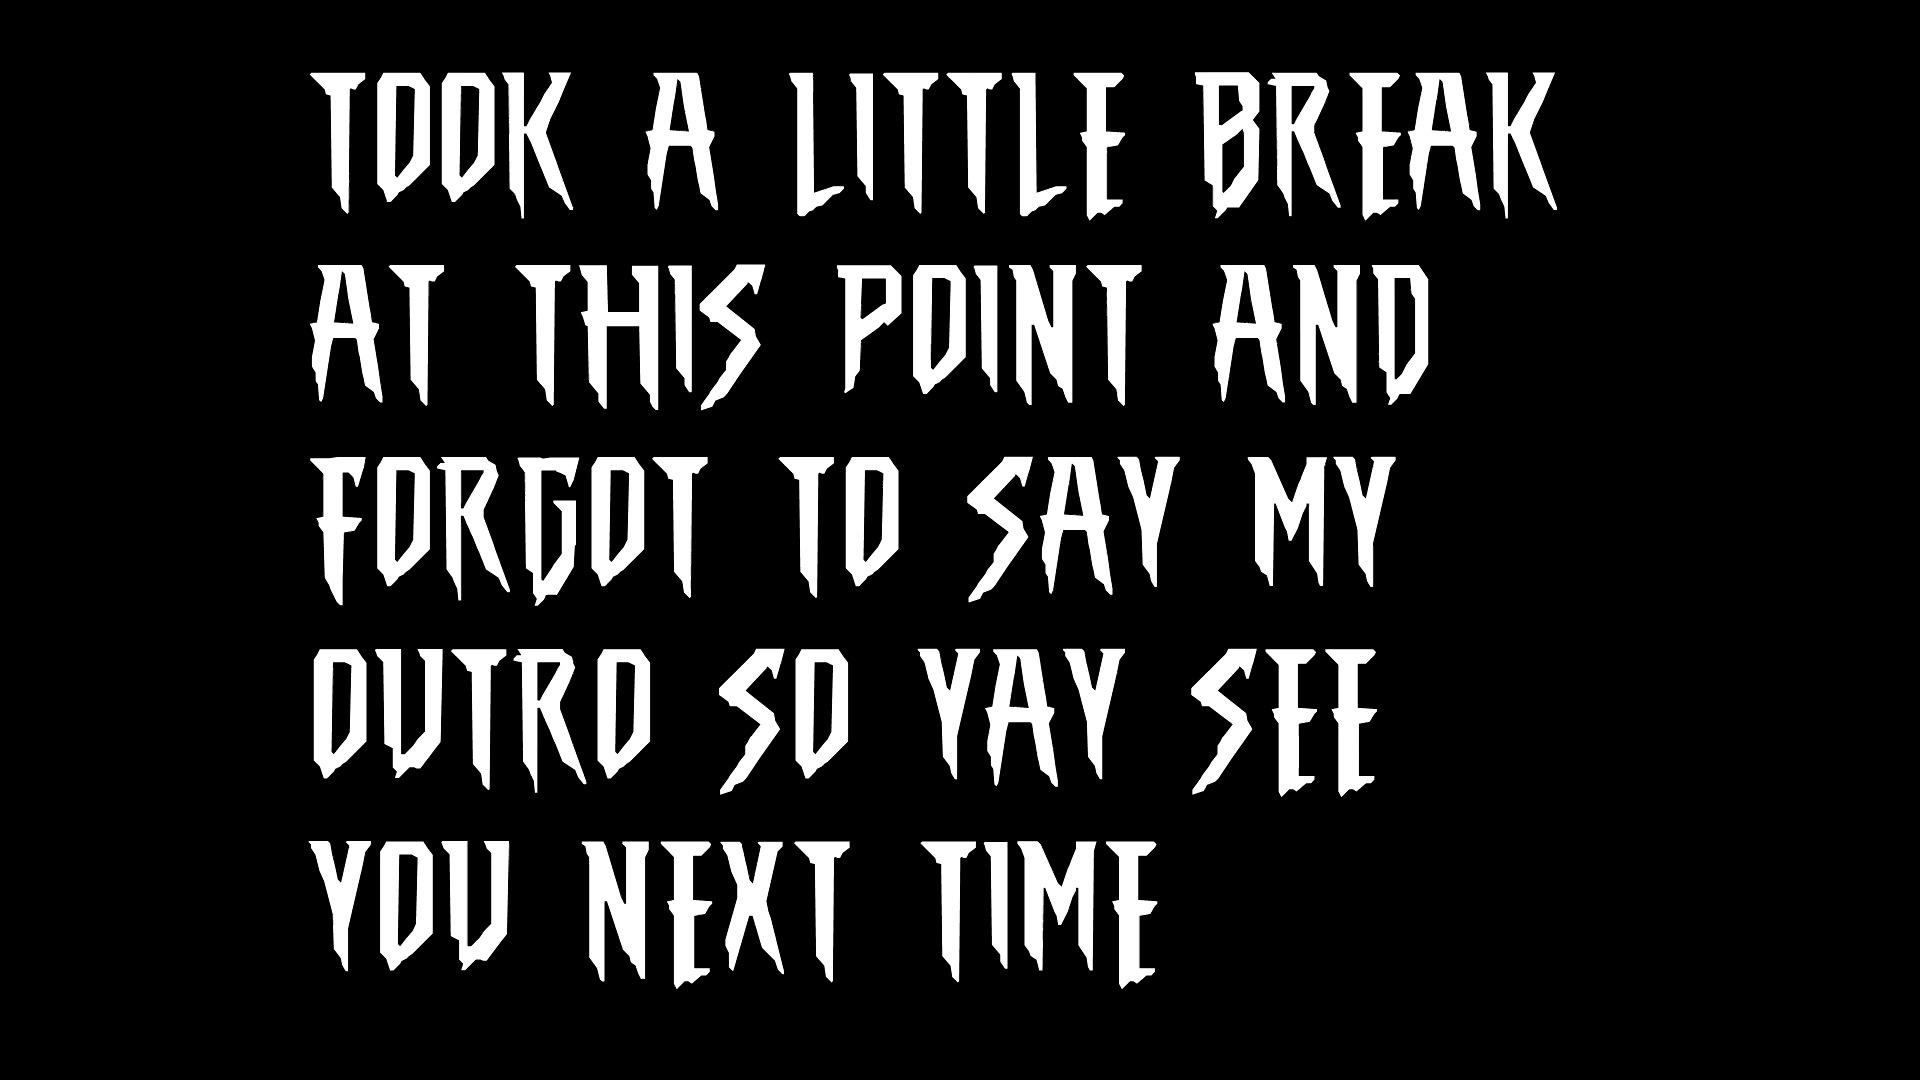 TOOK A LITTLE BREAK
AT THIS POINT AND
FORGOT TO SAY MY
OUTRO SO YAY SEE
YOU NEXT TIME